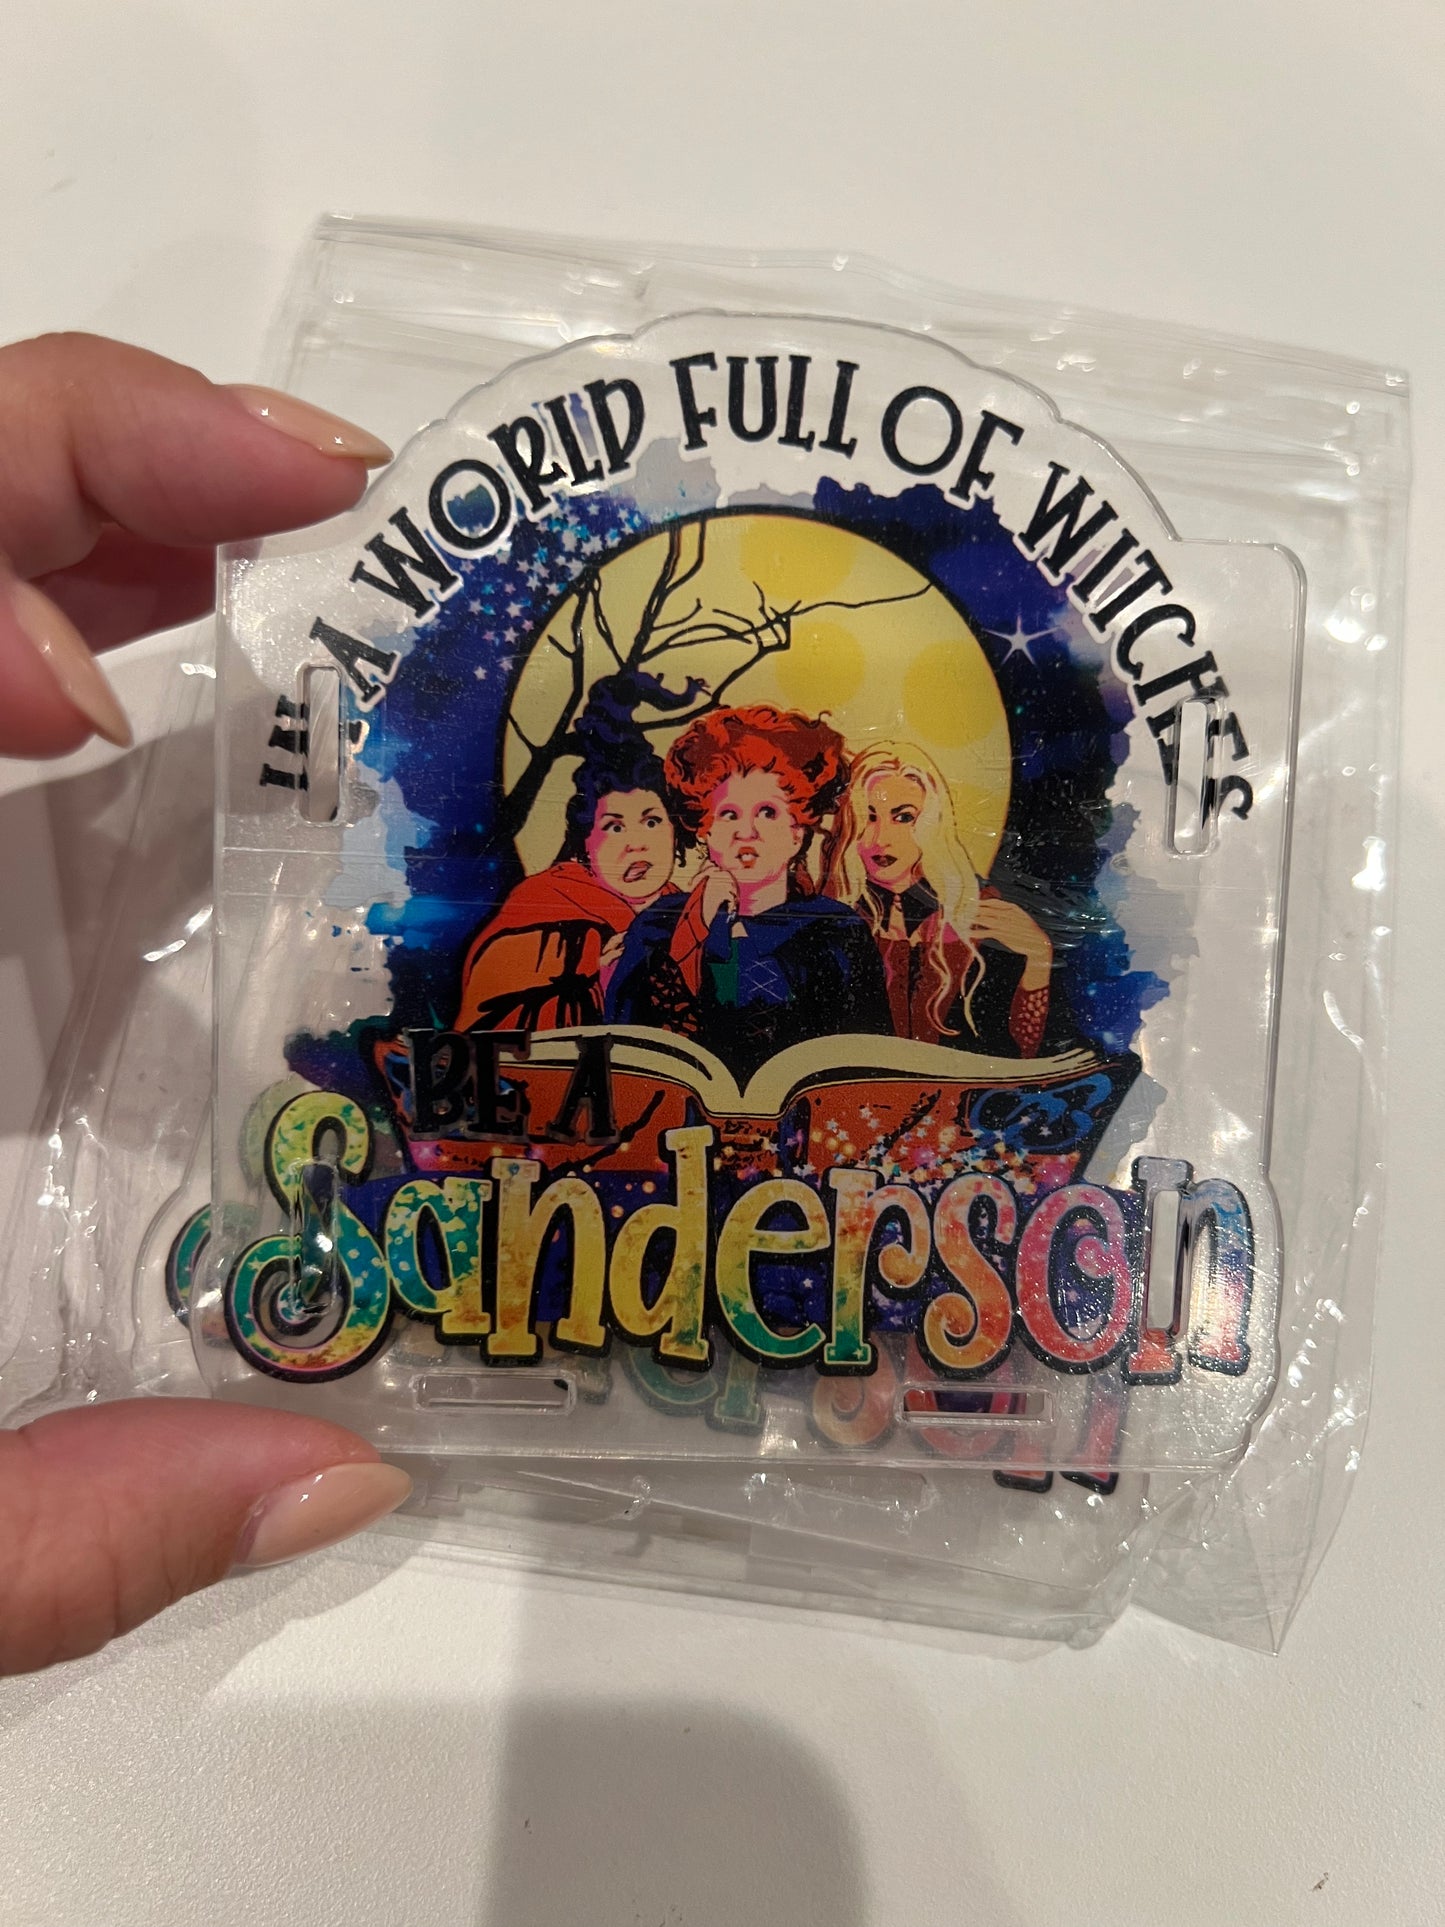 IN A WORLD FULL OF WITCHES
BE A
Sanderson